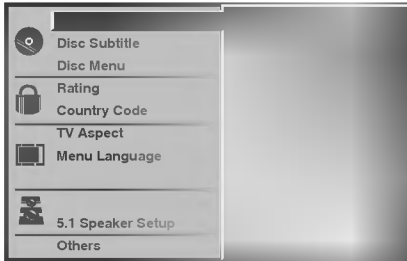 Disc Subtitle
Disc Menu
Rating
Country Code
TV Aspect
Menu Language
5.1 Speaker Setup
Others